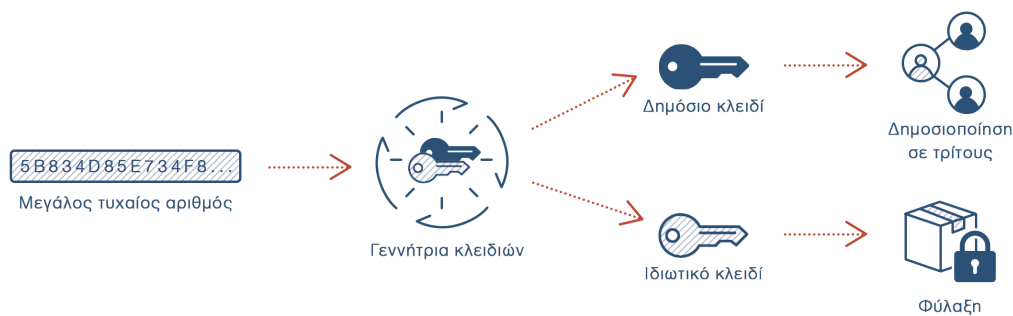 5B834D85E734F8...
Μεγάλος τυχαίος αριθμός
Γεννήτρια κλειδιών
Δημόσιο κλειδί
Δημοσιοποίηση
σε τρίτους
Ιδιωτικό κλειδί
Φύλαξη